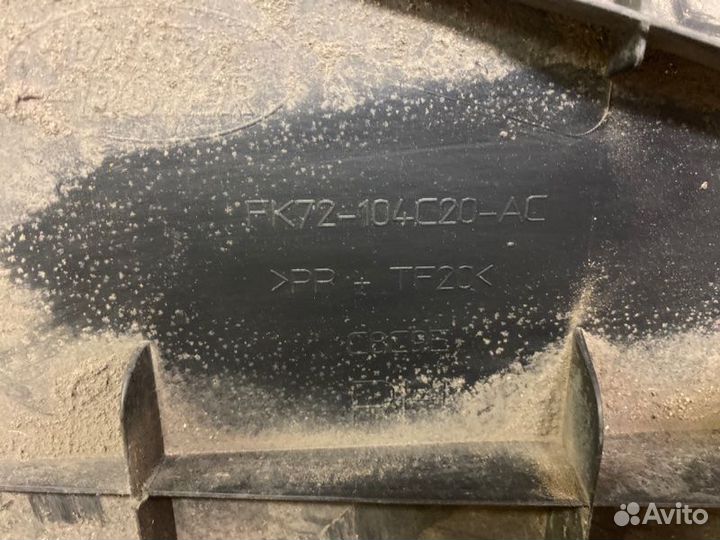 FK72-104C20-AC
>PP + TF20<
Avito